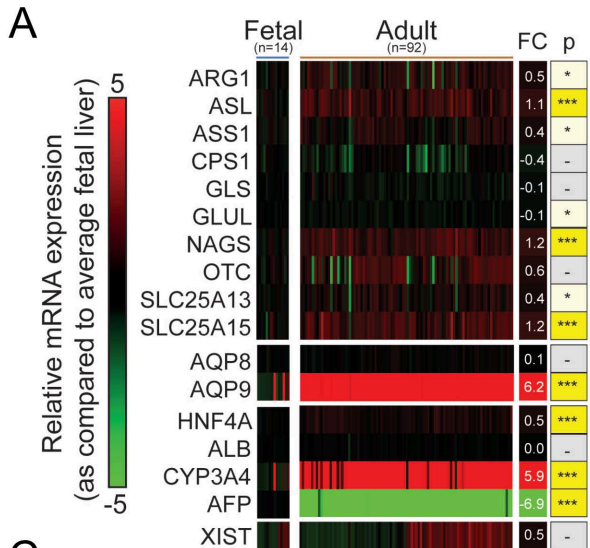 A
Fetal Adult FC p
(n=14) (n=92)
5
Relative mRNA expression
(as compared to average fetal liver)
-5
ARG1 0.5 *
ASL 1.1 ***
ASS1 0.4 *
CPS1 -0.4 -
GLS -0.1 -
GLUL -0.1 *
NAGS 1.2 ***
OTC 0.6 -
SLC25A13 0.4 *
SLC25A15 1.2 ***
AQP8 0.1 -
AQP9 6.2 ***
HNF4A 0.5 ***
ALB 0.0 -
CYP3A4 5.9 ***
AFP -6.9 ***
XIST 0.5 -